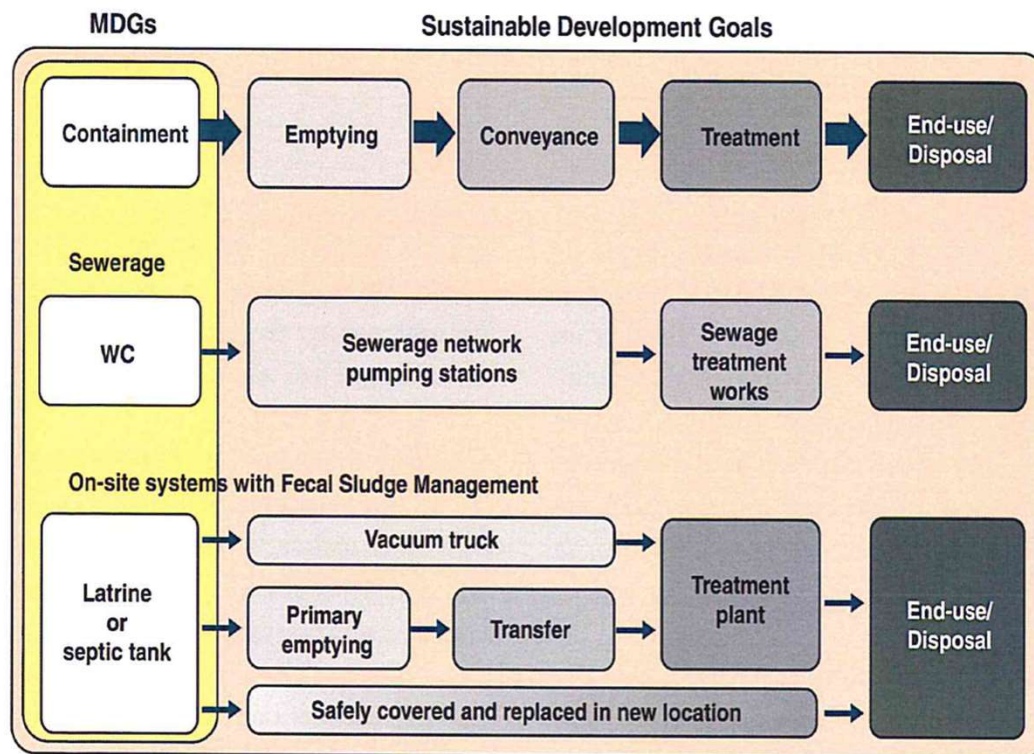 MDGs
Sustainable Development Goals
Containment
Emptying
Conveyance
Treatment
End-use/
Disposal
Sewerage
WC
Sewerage network
pumping stations
Sewage
treatment
works
End-use/
Disposal
On-site systems with Fecal Sludge Management
Latrine
or
septic tank
Vacuum truck
Primary
emptying
Transfer
Treatment
plant
Safely covered and replaced in new location
End-use/
Disposal